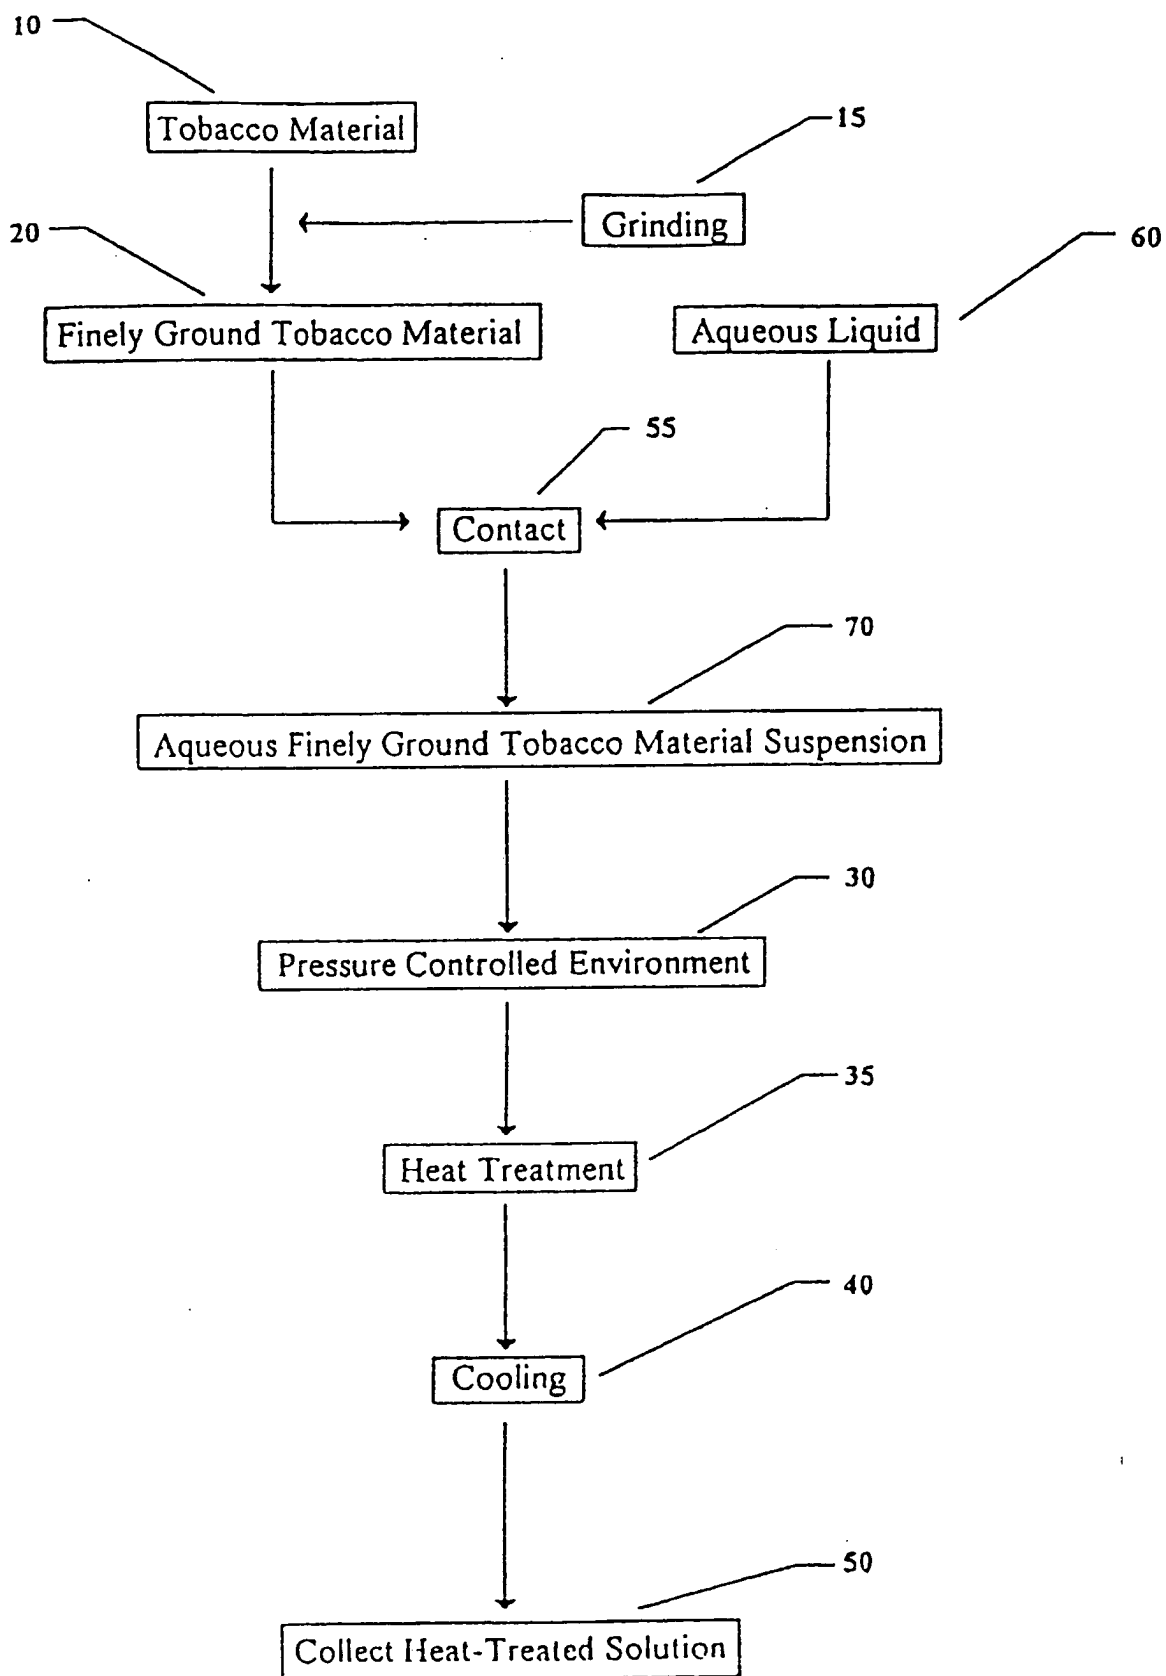 10
Tobacco Material
15
Grinding
20
60
Finely Ground Tobacco Material
Aqueous Liquid
55
Contact
70
Aqueous Finely Ground Tobacco Material Suspension
30
Pressure Controlled Environment
35
Heat Treatment
40
Cooling
50
Collect Heat-Treated Solution